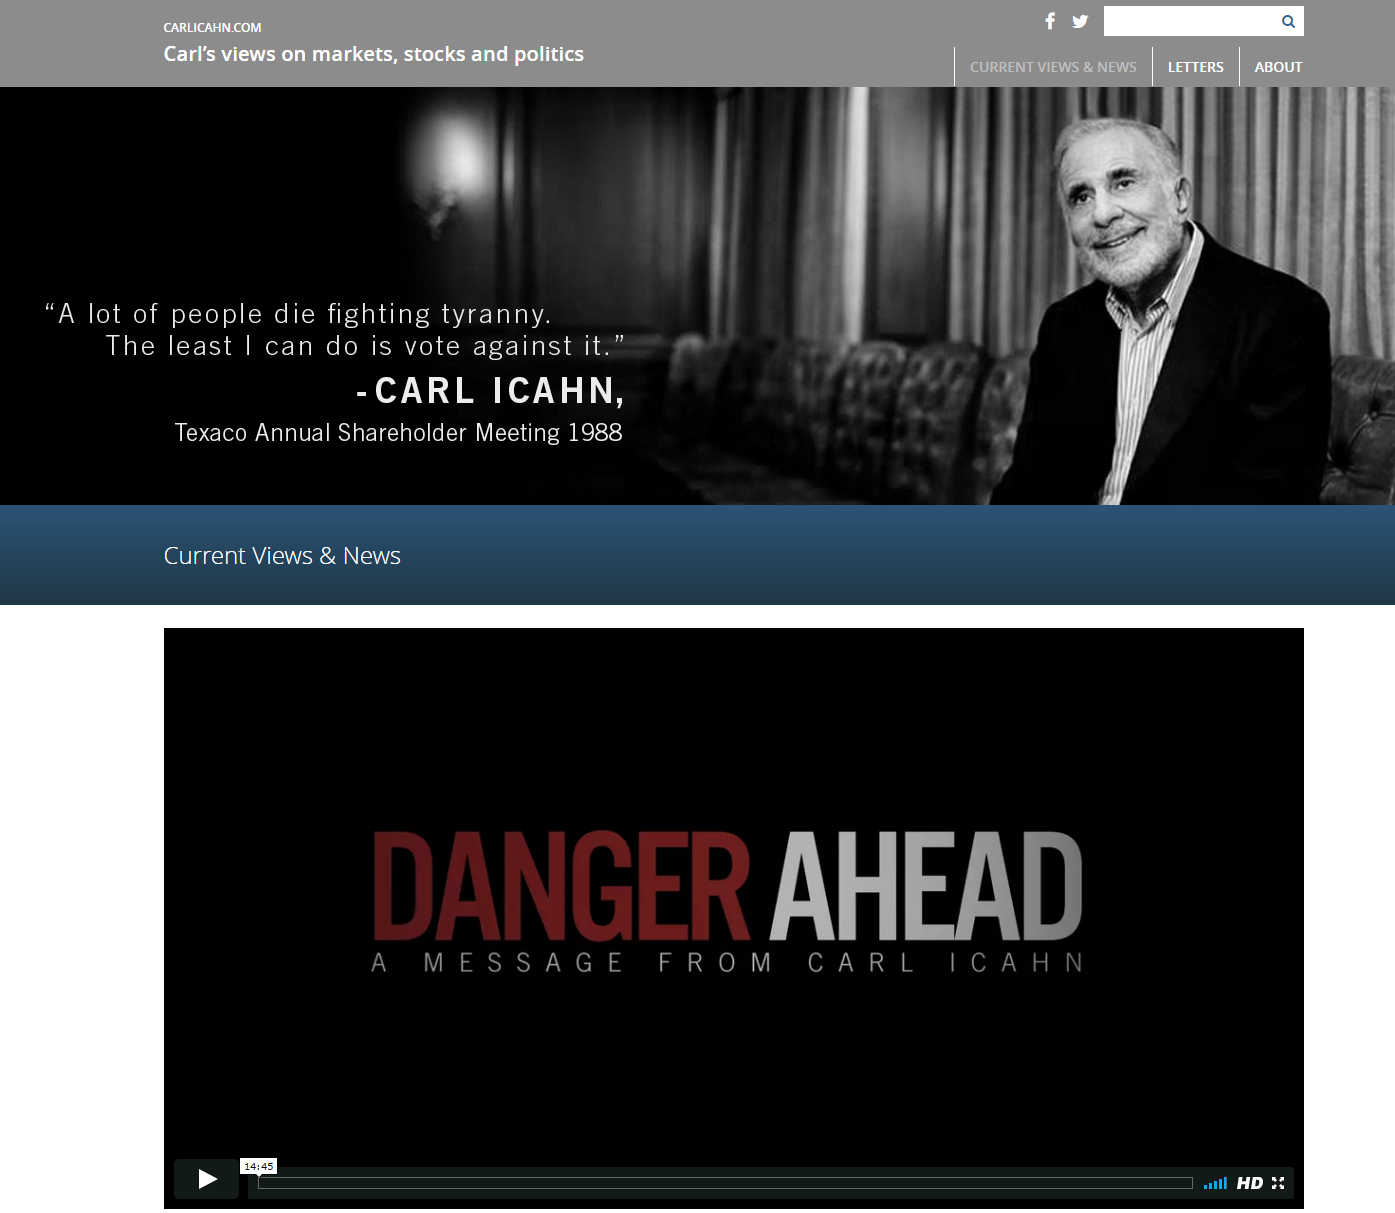 CARLICAHN.COM
Carl's views on markets, stocks and politics
CURRENT VIEWS & NEWS
LETTERS
ABOUT
“A lot of people die fighting tyranny.
The least I can do is vote against it.”
-CARL ICAHN,
Texaco Annual Shareholder Meeting 1988
Current Views & News
DANGER AHEAD
A MESSAGE FROM CARL ICAHN
14:45
HD